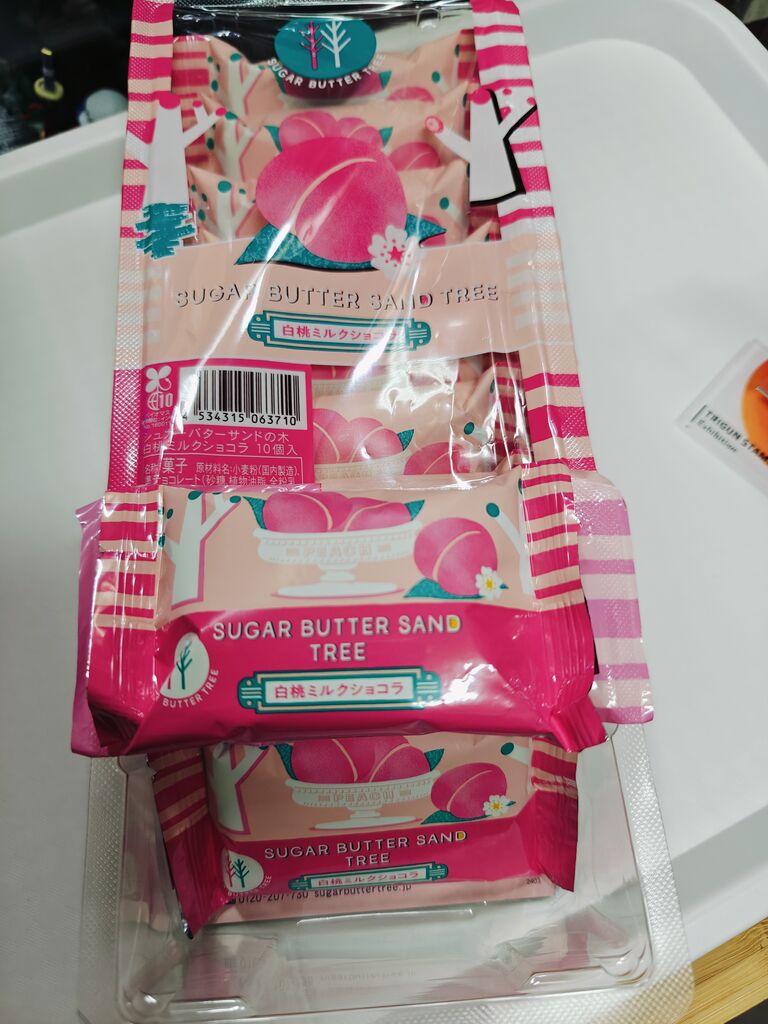 SUGAR BUTTER TREE
SUGAR BUTTER SAND TREE
白桃ミルクショコラ
10
4 534315 063710
バターサンドの木
白桃ミルクショコラ 10個入
名称 菓子 原材料名:小麦粉(国内製造)、
チョコレート(砂糖、植物油脂、全粉乳
TRIGUN STAM
Exhibition
PEACH
SUGAR BUTTER SAND
TREE
BUTTER TREE
白桃ミルクショコラ
PEACH
SUGAR BUTTER SAND
TREE
白桃ミルクショコラ
0120-207-730 sugarbuttertree.jp